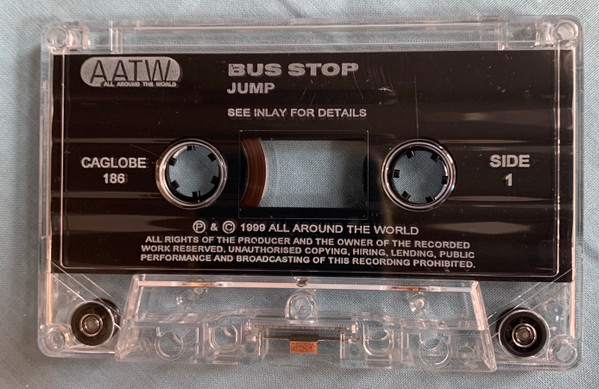 AATW
ALL AROUND THE WORLD
BUS STOP
JUMP
SEE INLAY FOR DETAILS
CAGLOBE
186
SIDE
1
Ⓟ & © 1999 ALL AROUND THE WORLD
ALL RIGHTS OF THE PRODUCER AND THE OWNER OF THE RECORDED
WORK RESERVED. UNAUTHORISED COPYING, HIRING, LENDING, PUBLIC
PERFORMANCE AND BROADCASTING OF THIS RECORDING PROHIBITED.